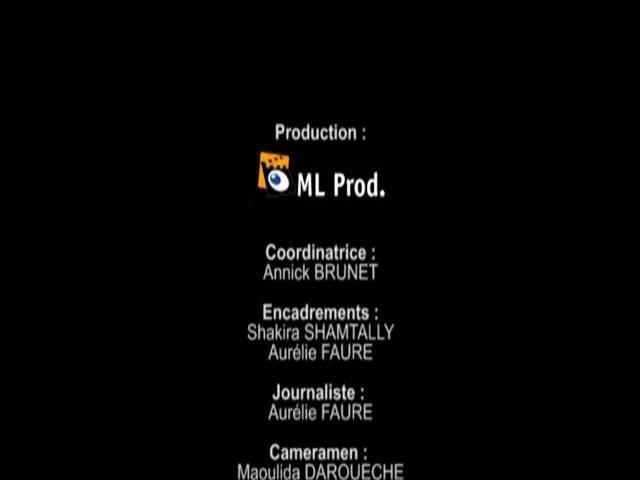 Production :
ML Prod.
Coordinatrice :
Annick BRUNET
Encadrements :
Shakira SHAMTALLY
Aurélie FAURE
Journaliste :
Aurélie FAURE
Cameramen :
Maoulida DAROUECHE